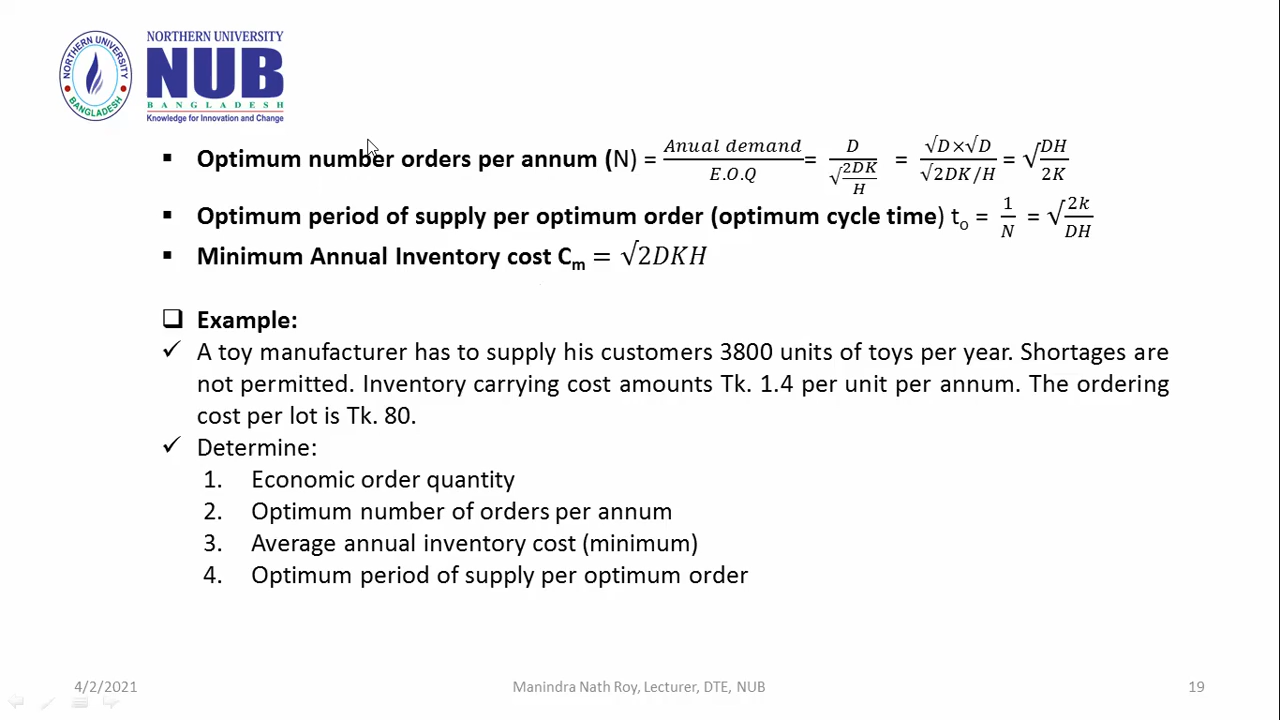 NORTHERN UNIVERSITY
BANGLADESH
NORTHERN UNIVERSITY
NUB
BANGLADESH
Knowledge for Innovation and Change
▪ Optimum number orders per annum (N) = Anual demand / E.O.Q = D / √(2DK/H) = √D×√D / √2DK/H = √DH/2K
▪ Optimum period of supply per optimum order (optimum cycle time) to = 1/N = √2k/DH
▪ Minimum Annual Inventory cost Cm = √2DKH
❑ Example:
✓ A toy manufacturer has to supply his customers 3800 units of toys per year. Shortages are
not permitted. Inventory carrying cost amounts Tk. 1.4 per unit per annum. The ordering
cost per lot is Tk. 80.
✓ Determine:
1. Economic order quantity
2. Optimum number of orders per annum
3. Average annual inventory cost (minimum)
4. Optimum period of supply per optimum order
4/2/2021 Manindra Nath Roy, Lecturer, DTE, NUB 19